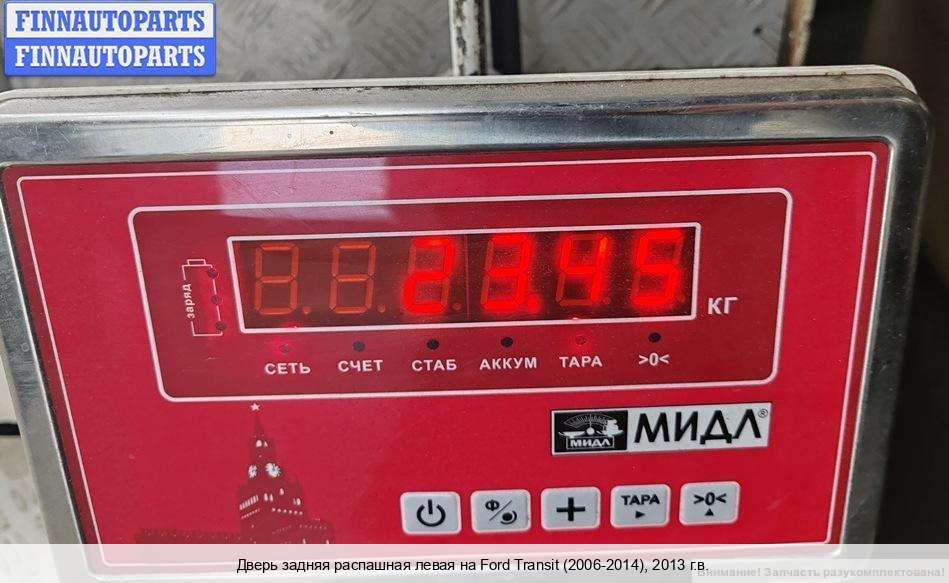 FINNAUTOPARTS
FINNAUTOPARTS
23.45
КГ
заряд
СЕТЬ СЧЕТ СТАБ АККУМ ТАРА >0<
МИДЛ МИДЛ®
Ф/ + ТАРА >0<
Дверь задняя распашная левая на Ford Transit (2006-2014), 2013 г.в.
Внимание! Запчасть разукомплектована!